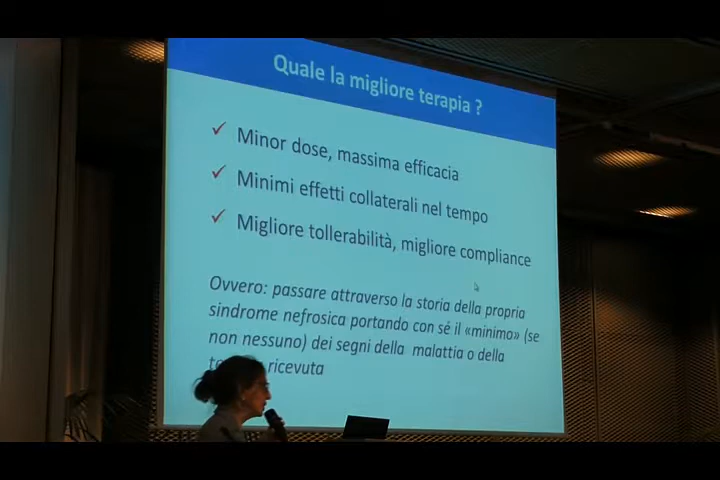 Quale la migliore terapia ?
✓ Minor dose, massima efficacia
✓ Minimi effetti collaterali nel tempo
✓ Migliore tollerabilità, migliore compliance
Ovvero: passare attraverso la storia della propria
sindrome nefrosica portando con sé il «minimo» (se
non nessuno) dei segni della malattia o della
ricevuta